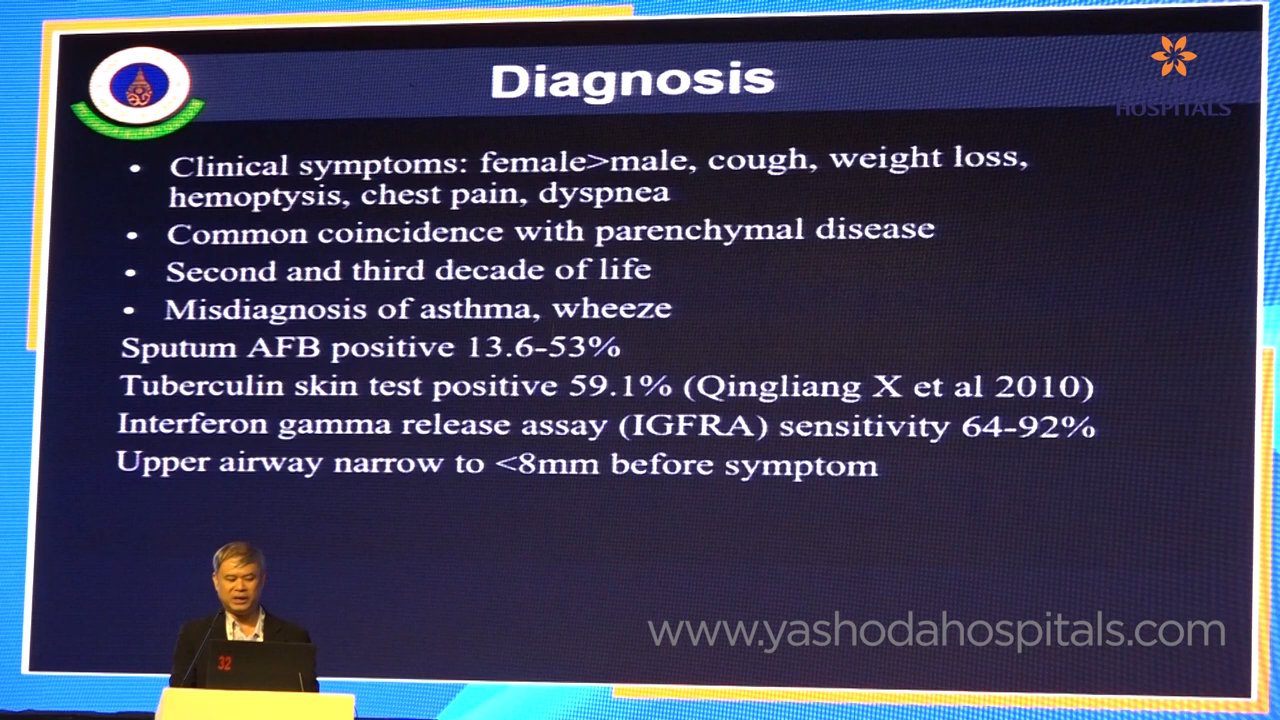 Diagnosis
HOSPITALS
• Clinical symptoms: female>male, cough, weight loss,
hemoptysis, chest pain, dyspnea
• Common coincidence with parenchymal disease
• Second and third decade of life
• Misdiagnosis of asthma, wheeze
Sputum AFB positive 13.6-53%
Tuberculin skin test positive 59.1% (Qingliang X et al 2010)
Interferon gamma release assay (IGFRA) sensitivity 64-92%
Upper airway narrow to <8mm before symptom
www.yashodahospitals.com
32